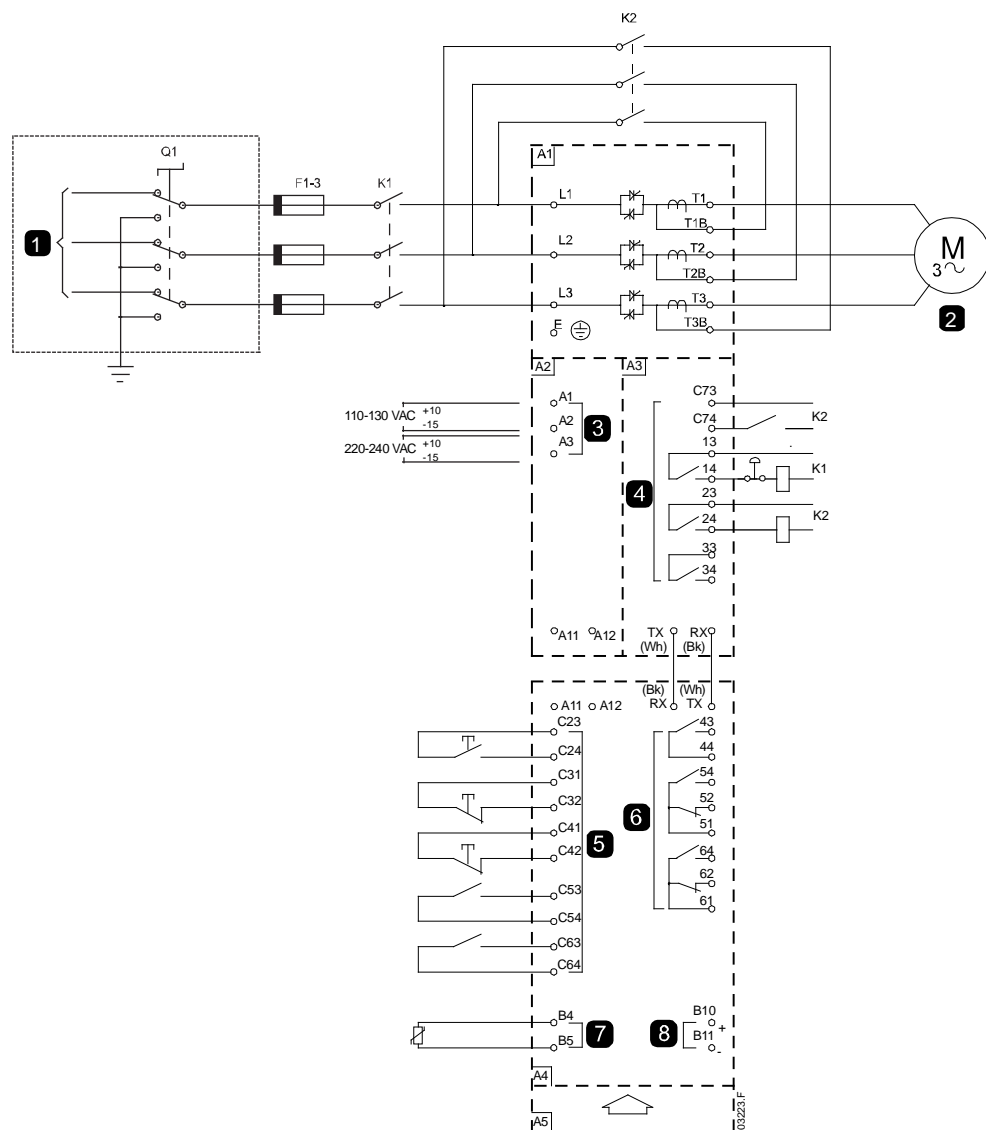 K2
A1
Q1
F1-3
K1
L1
T1
T1B
1
L2
T2
T2B
M
3
L3
T3
T3B
2
E
A2
A3
110-130 VAC +10 -15
220-240 VAC +10 -15
A1
A2
A3
3
C73
C74
K2
13
14
K1
4
23
24
K2
33
34
A11
A12
TX
(Wh)
RX
(Bk)
(Bk)
RX
(Wh)
TX
A11
A12
C23
C24
C31
C32
C41
C42
C53
C54
C63
C64
5
43
44
54
52
51
64
62
61
6
B4
B5
7
8
B10
+
B11
-
A4
A5
03223.F